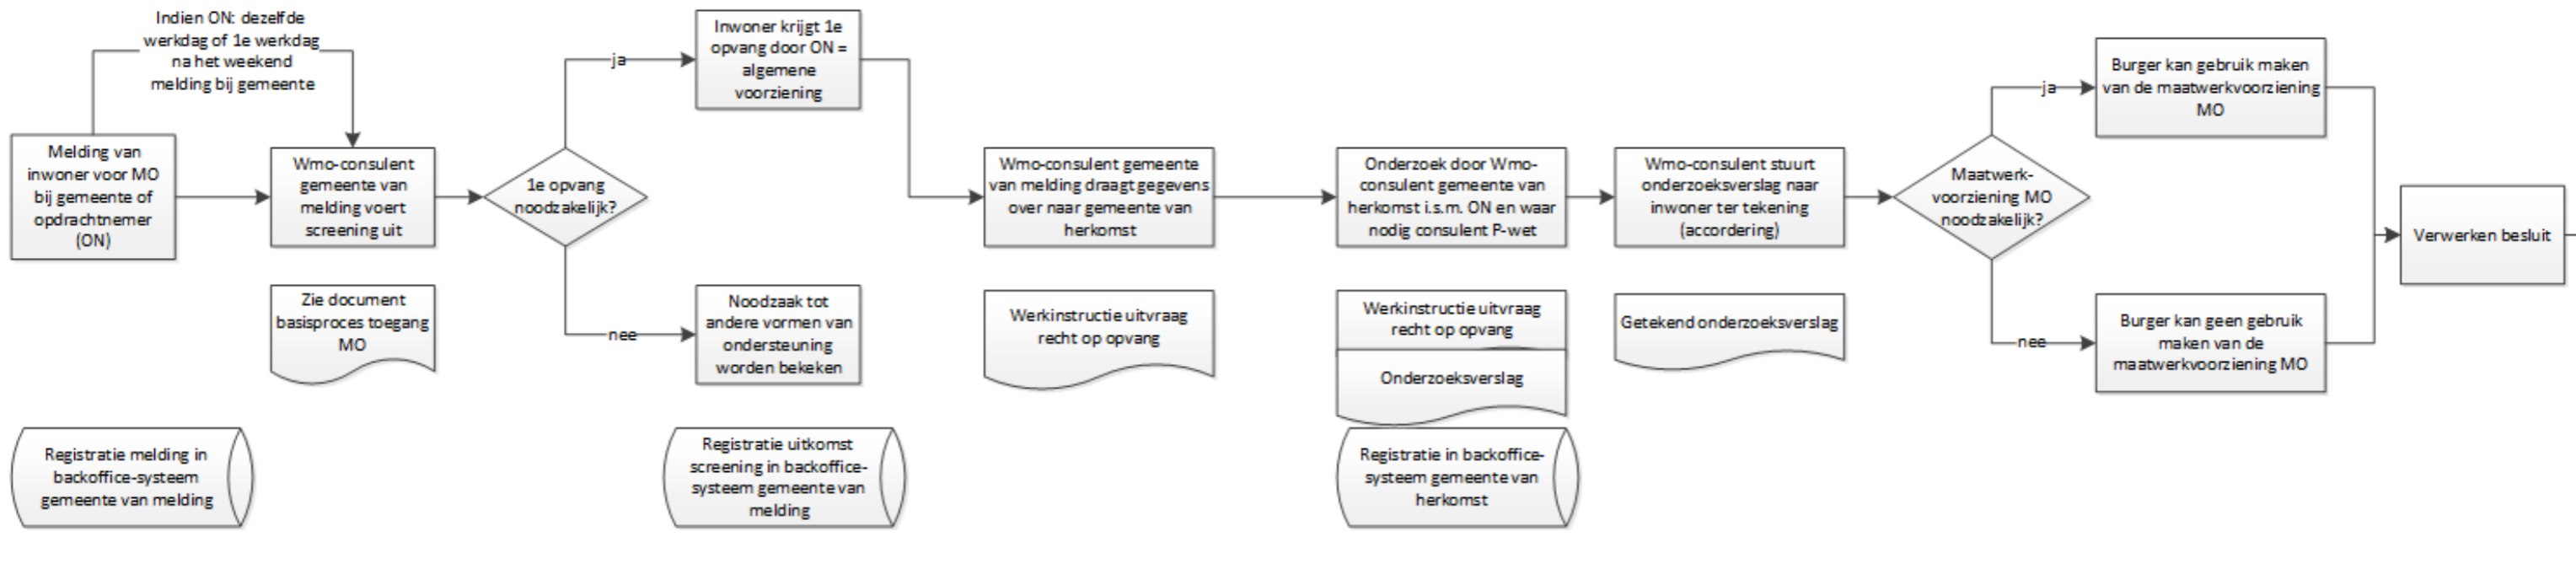 Indien ON: dezelfde
werkdag of 1e werkdag
na het weekend
melding bij gemeente
Melding van
inwoner voor MO
bij gemeente of
opdrachtnemer
(ON)
Wmo-consulent
gemeente van
melding voert
screening uit
Zie document
basisproces toegang
MO
Registratie melding in
backoffice-systeem
gemeente van melding
1e opvang
noodzakelijk?
ja
nee
Inwoner krijgt 1e
opvang door ON =
algemene
voorziening
Noodzaak tot
andere vormen van
ondersteuning
worden bekeken
Registratie uitkomst
screening in backoffice-
systeem gemeente van
melding
Wmo-consulent gemeente
van melding draagt gegevens
over naar gemeente van
herkomst
Werkinstructie uitvraag
recht op opvang
Onderzoek door Wmo-
consulent gemeente van
herkomst i.s.m. ON en waar
nodig consulent P-wet
Werkinstructie uitvraag
recht op opvang
Onderzoeksverslag
Registratie in backoffice-
systeem gemeente van
herkomst
Wmo-consulent stuurt
onderzoeksverslag naar
inwoner ter tekening
(accordering)
Getekend onderzoeksverslag
Maatwerk-
voorziening MO
noodzakelijk?
ja
nee
Burger kan gebruik maken
van de maatwerkvoorziening
MO
Burger kan geen gebruik
maken van de
maatwerkvoorziening MO
Verwerken besluit